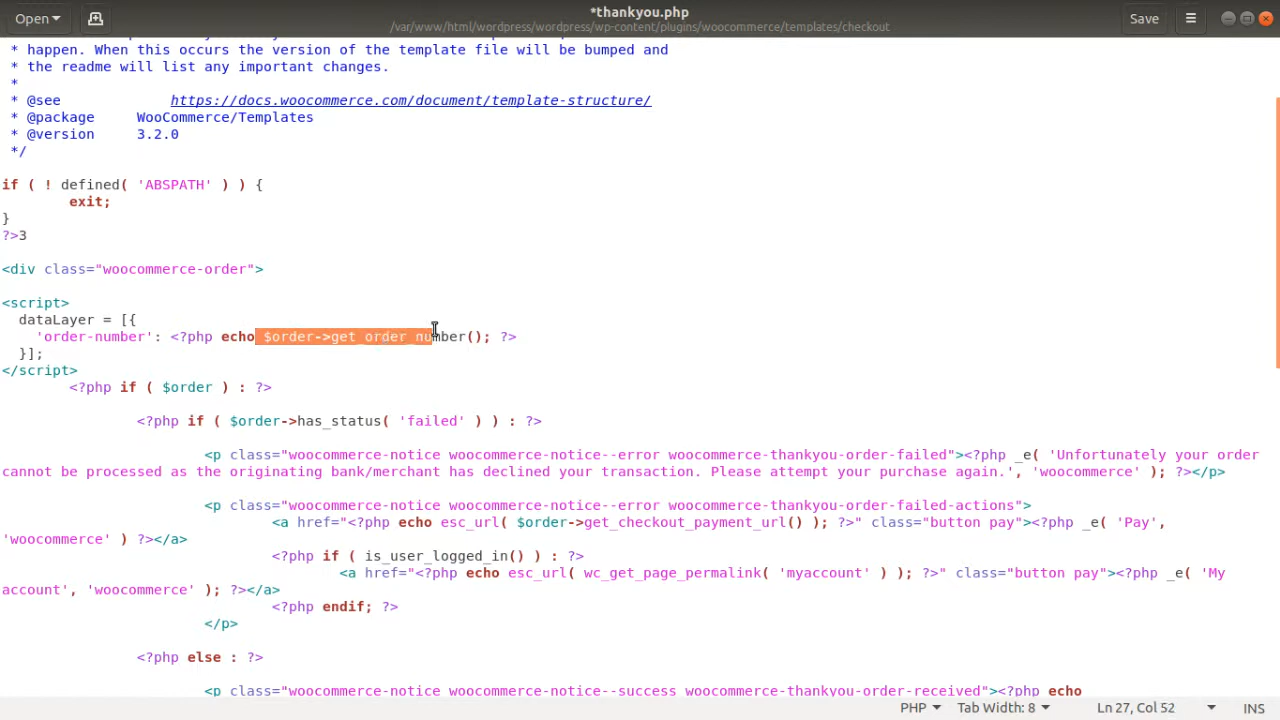 Open
*thankyou.php
/var/www/html/wordpress/wordpress/wp-content/plugins/woocommerce/templates/checkout
Save
* happen. When this occurs the version of the template file will be bumped and
* the readme will list any important changes.
*
* @see https://docs.woocommerce.com/document/template-structure/
* @package WooCommerce/Templates
* @version 3.2.0
*/
if ( ! defined( 'ABSPATH' ) ) {
exit;
}
?>3
<div class="woocommerce-order">
<script>
dataLayer = [{
'order-number': <?php echo $order->get_order_number(); ?>
}];
</script>
<?php if ( $order ) : ?>
<?php if ( $order->has_status( 'failed' ) ) : ?>
<p class="woocommerce-notice woocommerce-notice--error woocommerce-thankyou-order-failed"><?php _e( 'Unfortunately your order
cannot be processed as the originating bank/merchant has declined your transaction. Please attempt your purchase again.', 'woocommerce' ); ?></p>
<p class="woocommerce-notice woocommerce-notice--error woocommerce-thankyou-order-failed-actions">
<a href="<?php echo esc_url( $order->get_checkout_payment_url() ); ?>" class="button pay"><?php _e( 'Pay',
'woocommerce' ) ?></a>
<?php if ( is_user_logged_in() ) : ?>
<a href="<?php echo esc_url( wc_get_page_permalink( 'myaccount' ) ); ?>" class="button pay"><?php _e( 'My
account', 'woocommerce' ); ?></a>
<?php endif; ?>
</p>
<?php else : ?>
<p class="woocommerce-notice woocommerce-notice--success woocommerce-thankyou-order-received"><?php echo
PHP
Tab Width: 8
Ln 27, Col 52
INS